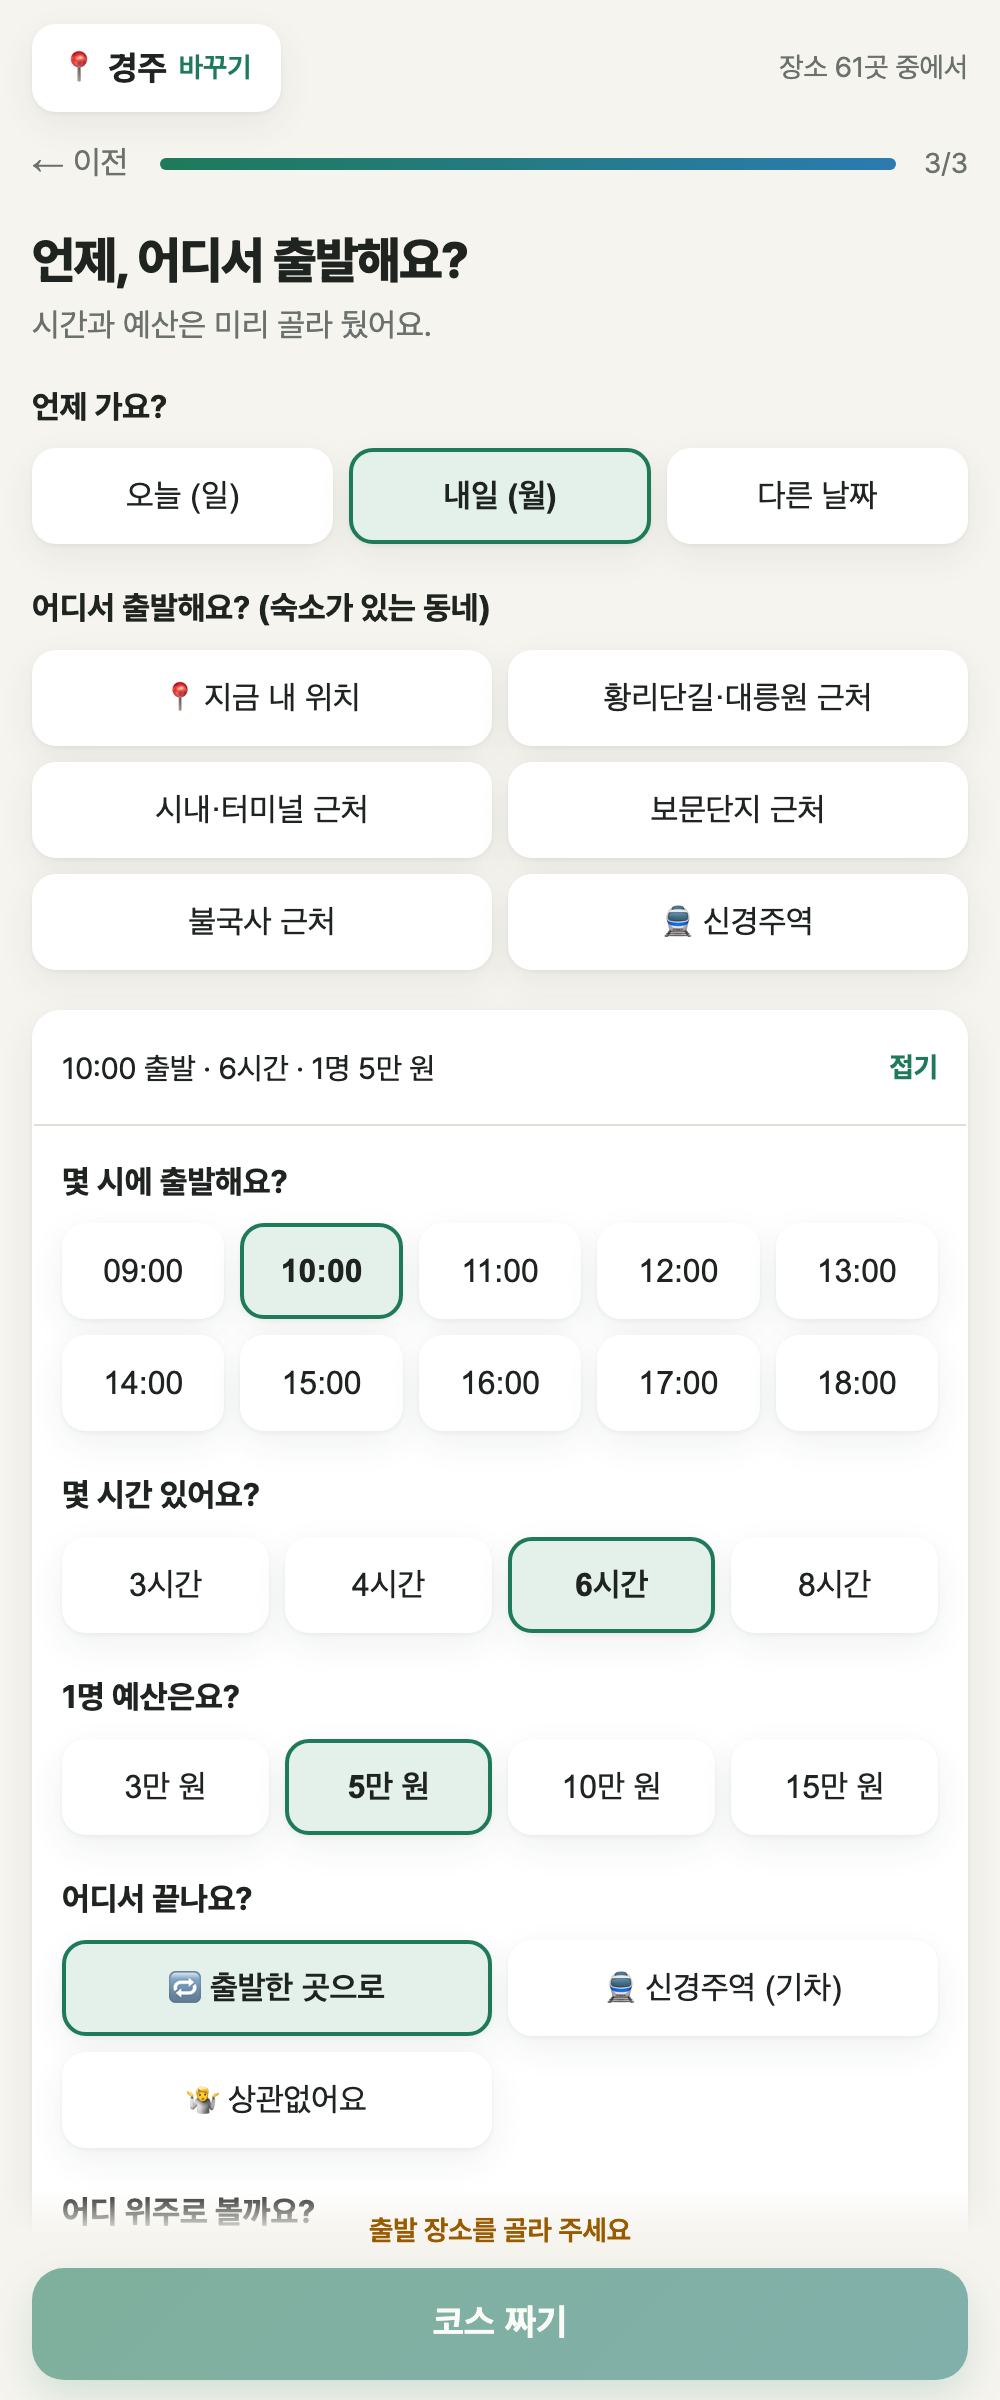 📍 경주 바꾸기
장소 61곳 중에서
← 이전
3/3
언제, 어디서 출발해요?
시간과 예산은 미리 골라 뒀어요.
언제 가요?
오늘 (일)
내일 (월)
다른 날짜
어디서 출발해요? (숙소가 있는 동네)
📍 지금 내 위치
황리단길·대릉원 근처
시내·터미널 근처
보문단지 근처
불국사 근처
🚆 신경주역
10:00 출발 · 6시간 · 1명 5만 원
접기
몇 시에 출발해요?
09:00
10:00
11:00
12:00
13:00
14:00
15:00
16:00
17:00
18:00
몇 시간 있어요?
3시간
4시간
6시간
8시간
1명 예산은요?
3만 원
5만 원
10만 원
15만 원
어디서 끝나요?
🔁 출발한 곳으로
🚆 신경주역 (기차)
🤷 상관없어요
어디 위주로 볼까요?
출발 장소를 골라 주세요
코스 짜기